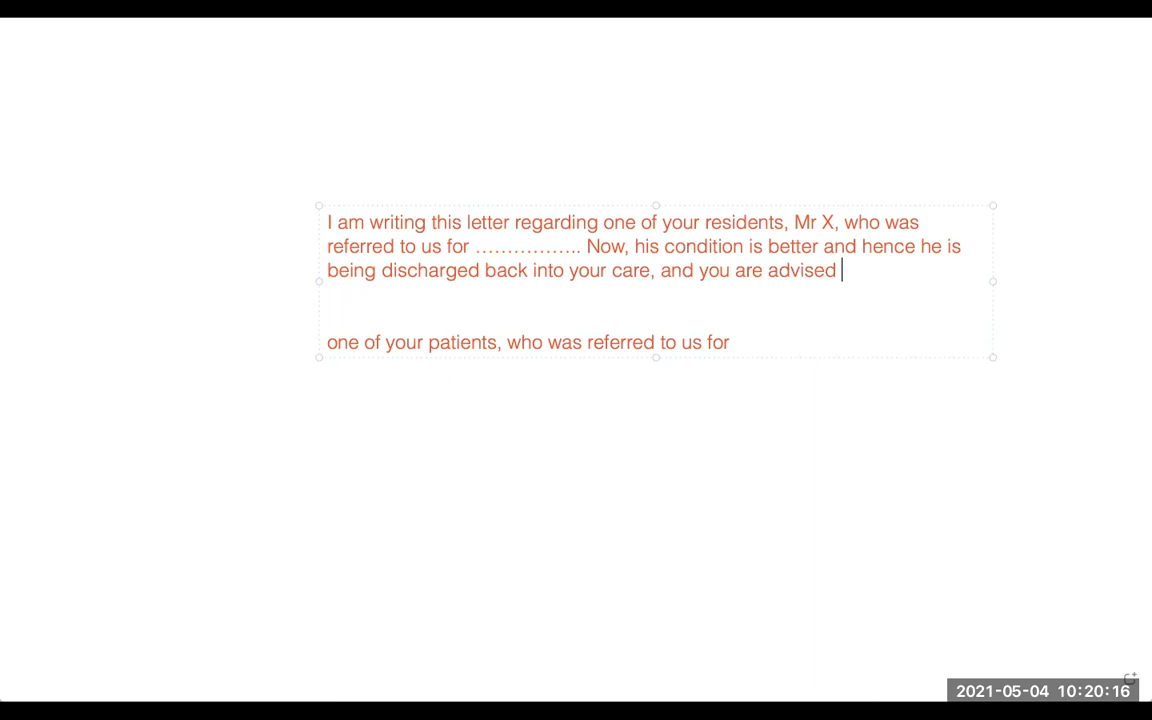 I am writing this letter regarding one of your residents, Mr X, who was
referred to us for …………….. Now, his condition is better and hence he is
being discharged back into your care, and you are advised
one of your patients, who was referred to us for
2021-05-04 10:20:16